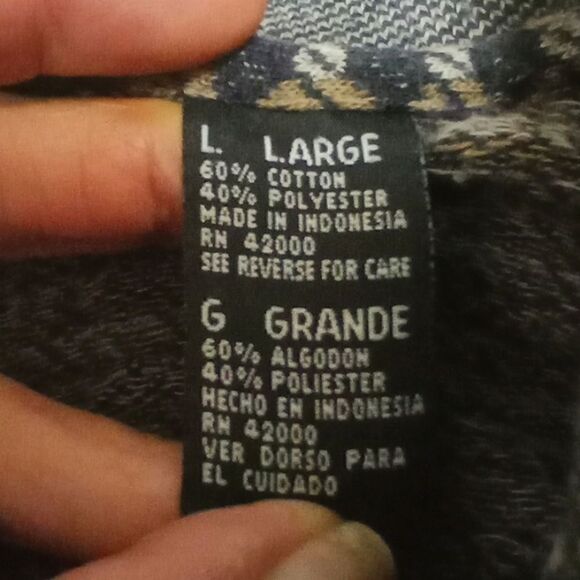 L LARGE
60% COTTON
40% POLYESTER
MADE IN INDONESIA
RN 42000
SEE REVERSE FOR CARE
G GRANDE
60% ALGODON
40% POLIESTER
HECHO EN INDONESIA
RN 42000
VER DORSO PARA
EL CUIDADO